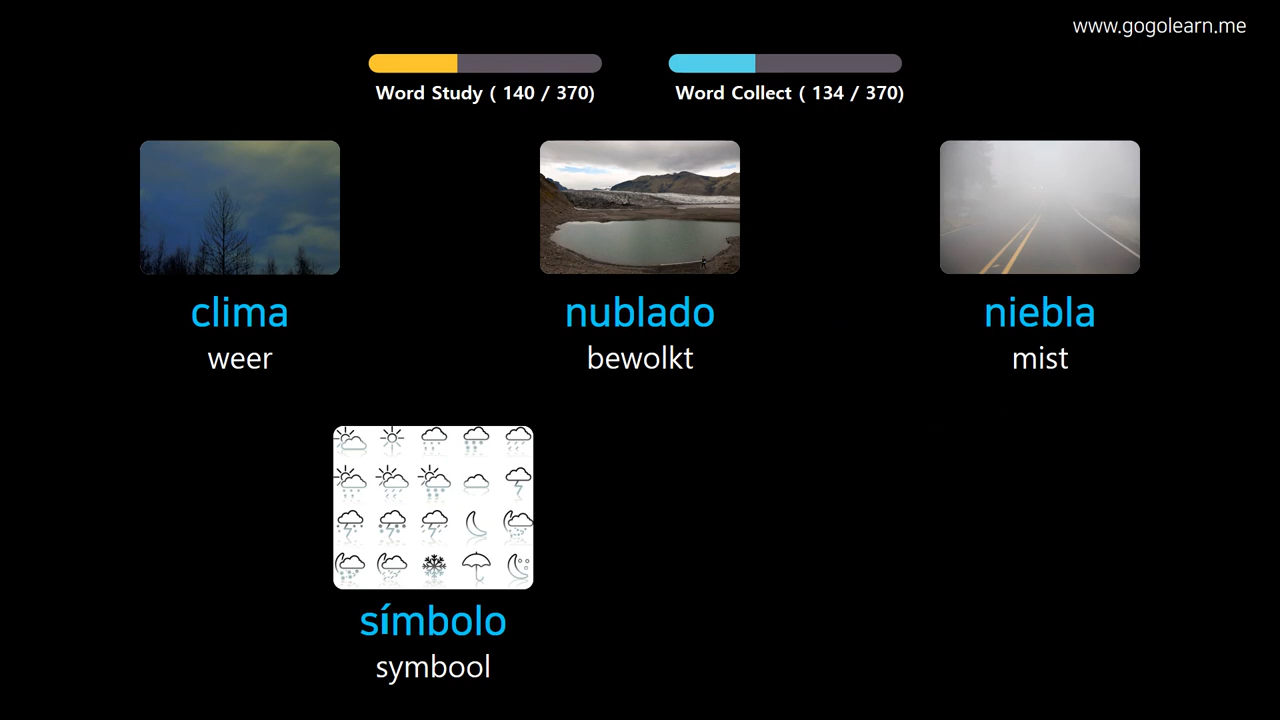 www.gogolearn.me
Word Study ( 140 / 370)
Word Collect ( 134 / 370)
clima
weer
nublado
bewolkt
niebla
mist
símbolo
symbool